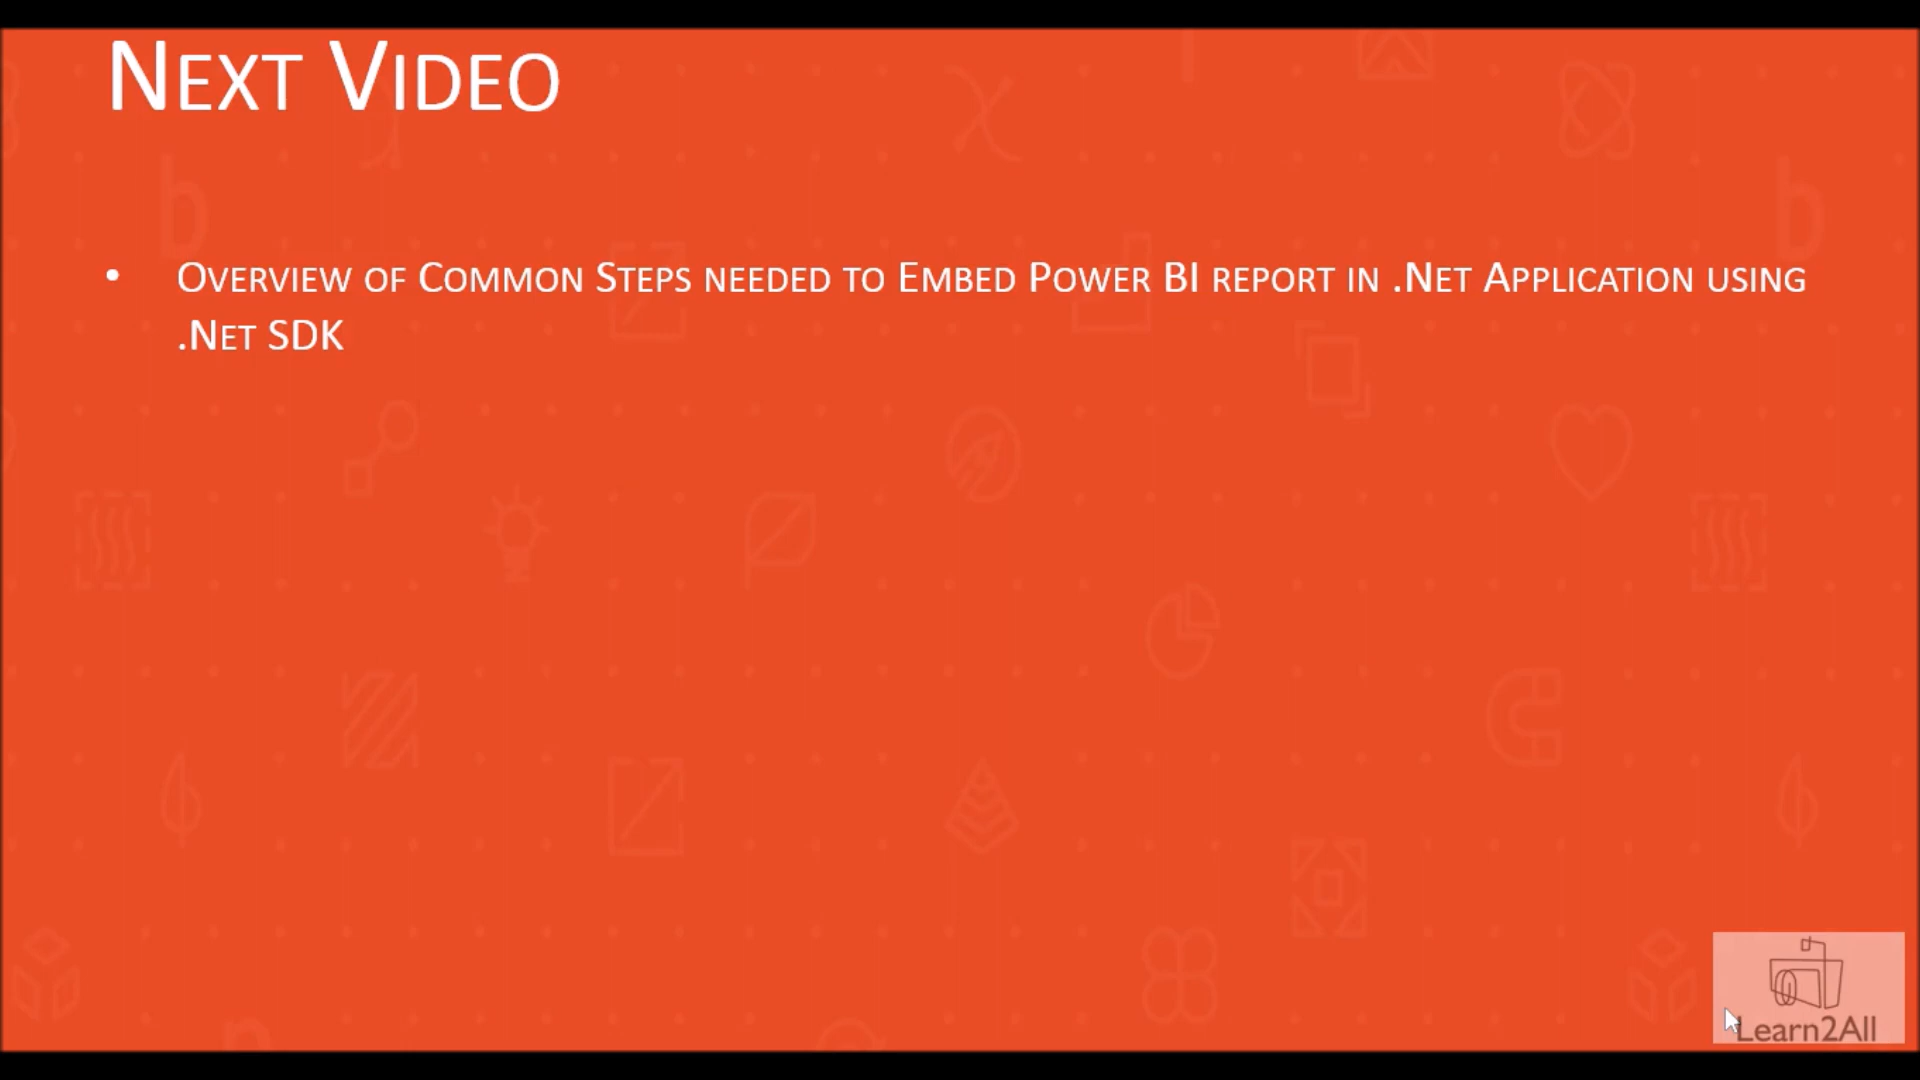 Next Video
• Overview of Common Steps needed to Embed Power BI report in .Net Application using
.Net SDK
Learn2All